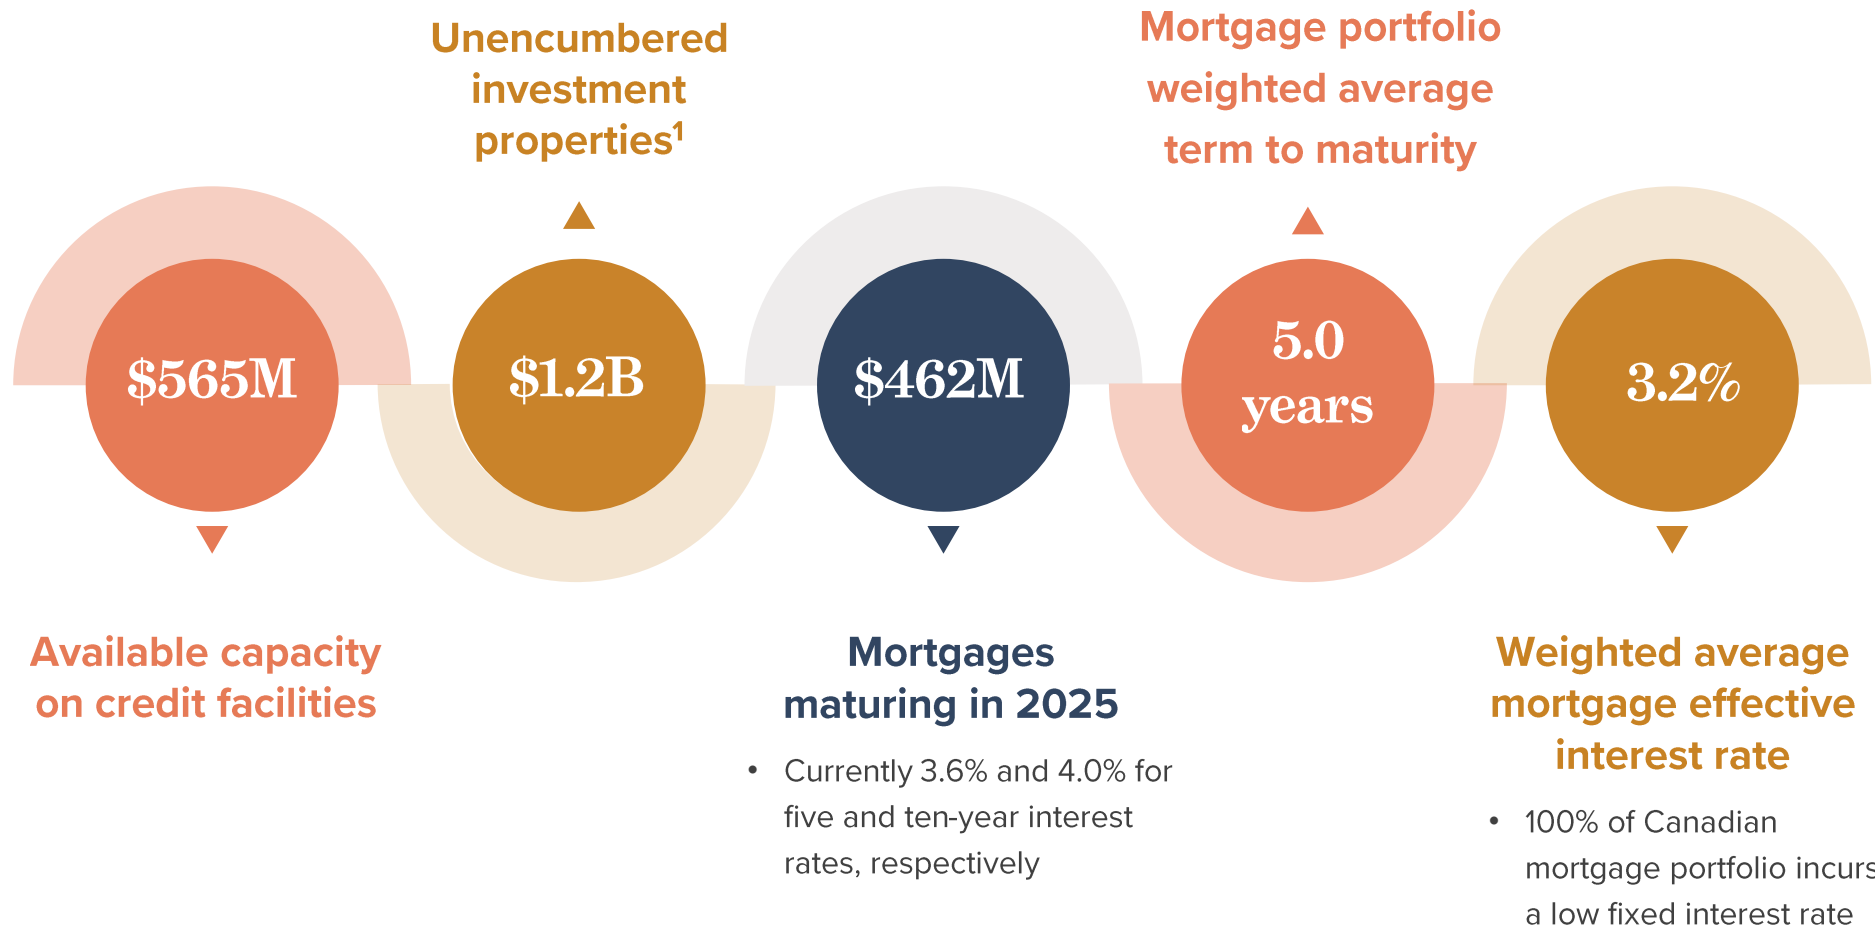 Unencumbered
investment
properties¹
Mortgage portfolio
weighted average
term to maturity
$565M
$1.2B
$462M
5.0
years
3.2%
Available capacity
on credit facilities
Mortgages
maturing in 2025
• Currently 3.6% and 4.0% for
five and ten-year interest
rates, respectively
Weighted average
mortgage effective
interest rate
• 100% of Canadian
mortgage portfolio incurs
a low fixed interest rate